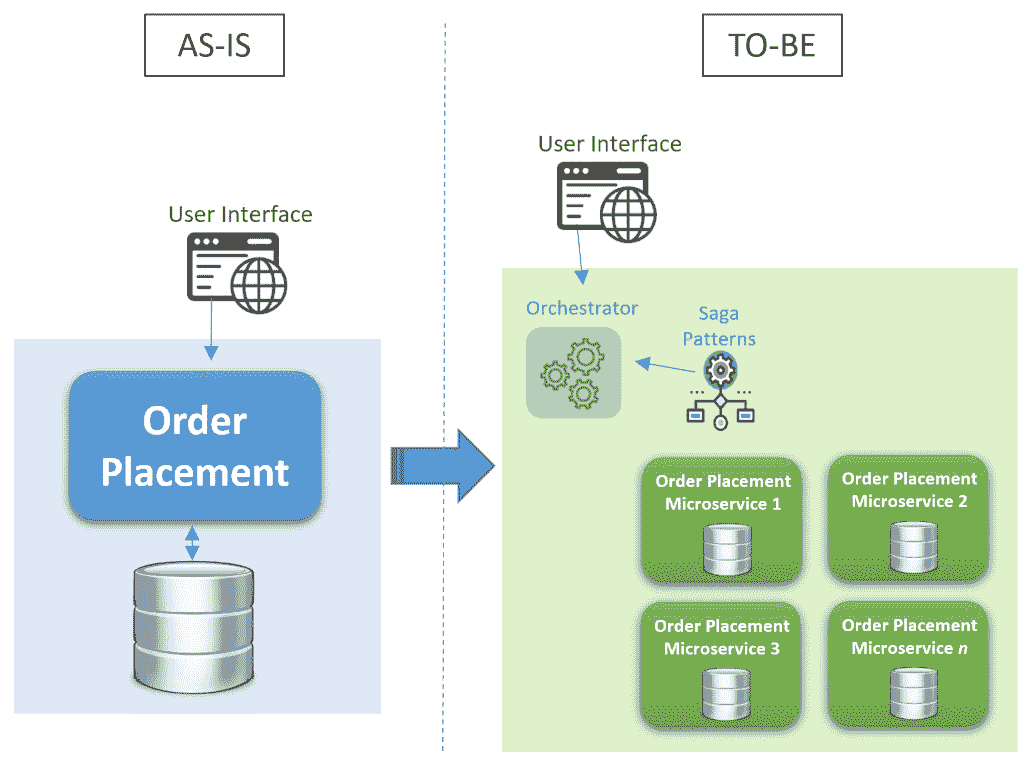 AS-IS
TO-BE
User Interface
Order
Placement
User Interface
Orchestrator
Saga
Patterns
Order Placement
Microservice 1
Order Placement
Microservice 2
Order Placement
Microservice 3
Order Placement
Microservice n